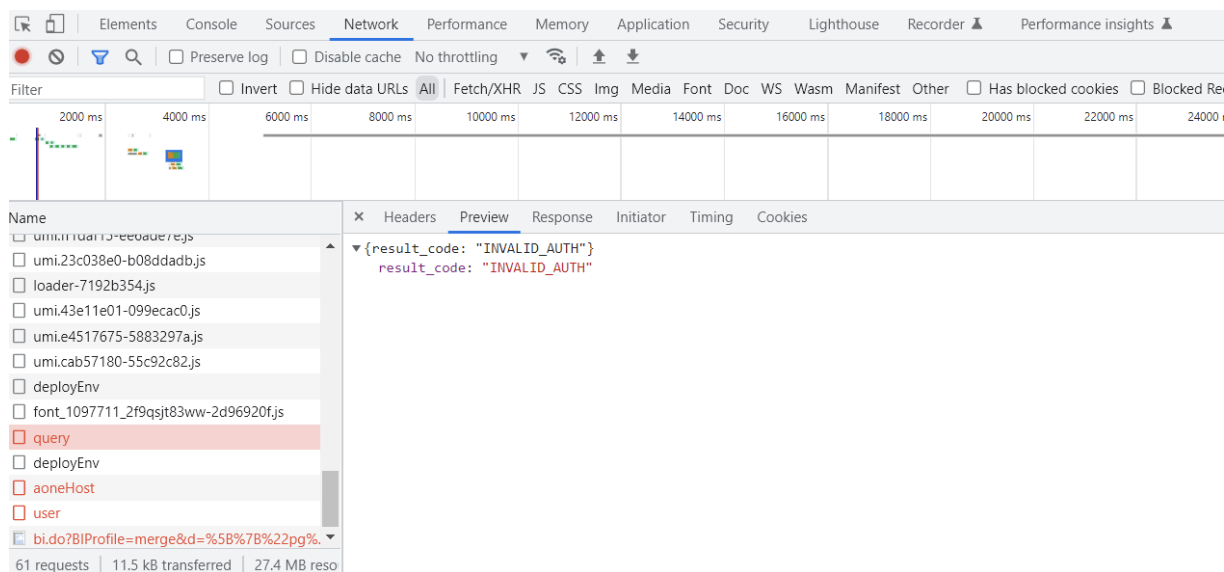 Elements Console Sources Network Performance Memory Application Security Lighthouse Recorder Performance insights
Preserve log Disable cache No throttling
Filter Invert Hide data URLs All Fetch/XHR JS CSS Img Media Font Doc WS Wasm Manifest Other Has blocked cookies Blocked Re
2000 ms 4000 ms 6000 ms 8000 ms 10000 ms 12000 ms 14000 ms 16000 ms 18000 ms 20000 ms 22000 ms 24000
Name × Headers Preview Response Initiator Timing Cookies
▼{result_code: "INVALID_AUTH"}
result_code: "INVALID_AUTH"
umi.23c038e0-b08ddadb.js
loader-7192b354.js
umi.43e11e01-099ecac0.js
umi.e4517675-5883297a.js
umi.cab57180-55c92c82.js
deployEnv
font_1097711_2f9qsjt83ww-2d96920f.js
query
deployEnv
aoneHost
user
bi.do?BIProfile=merge&d=%5B%7B%22pg%.
61 requests 11.5 kB transferred 27.4 MB reso